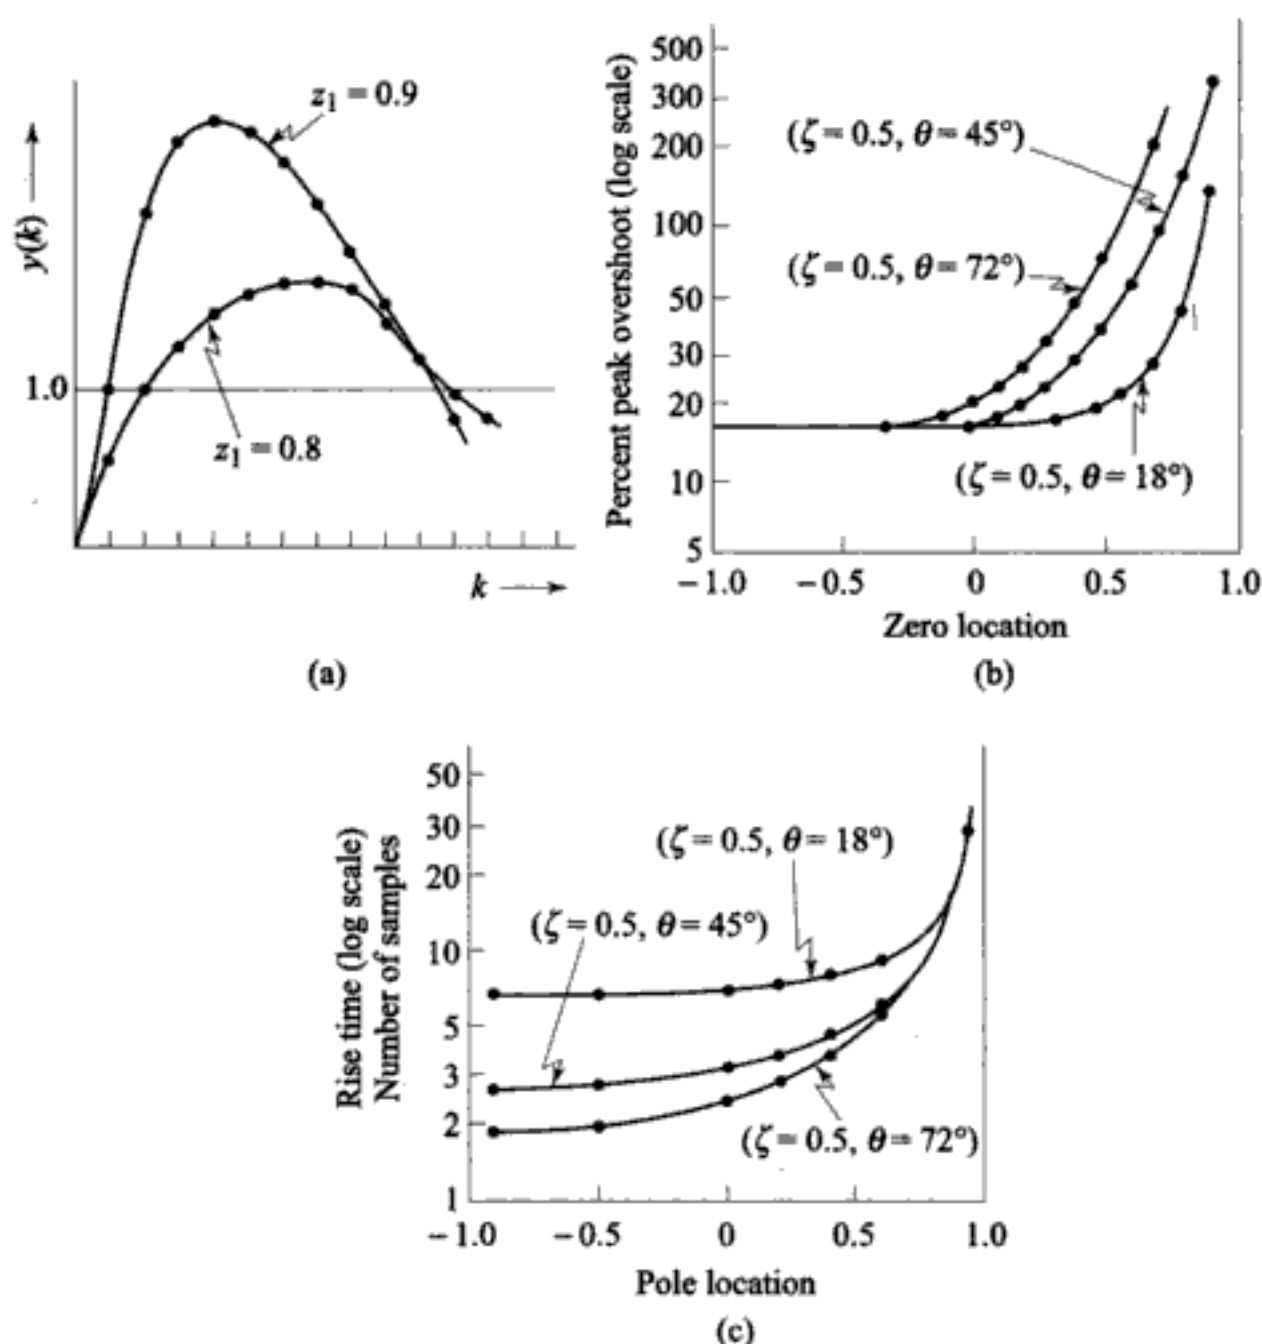 z₁ = 0.9
y(k)
1.0
z₁ = 0.8
k
(a)
Percent peak overshoot (log scale)
500
300
200
100
50
30
20
10
5
(ζ = 0.5, θ = 45°)
(ζ = 0.5, θ = 72°)
(ζ = 0.5, θ = 18°)
−1.0 −0.5 0 0.5 1.0
Zero location
(b)
Rise time (log scale)
Number of samples
50
30
20
10
5
3
2
1
(ζ = 0.5, θ = 18°)
(ζ = 0.5, θ = 45°)
(ζ = 0.5, θ = 72°)
−1.0 −0.5 0 0.5 1.0
Pole location
(c)